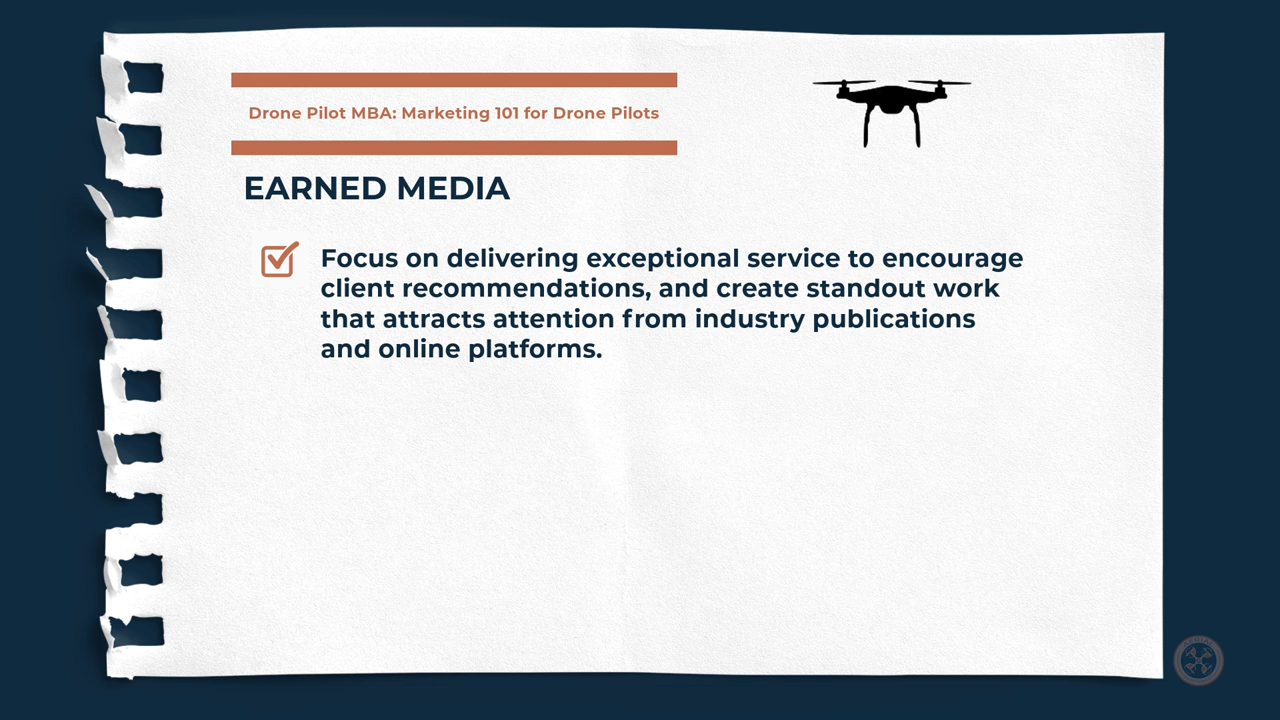 Drone Pilot MBA: Marketing 101 for Drone Pilots
EARNED MEDIA
Focus on delivering exceptional service to encourage
client recommendations, and create standout work
that attracts attention from industry publications
and online platforms.